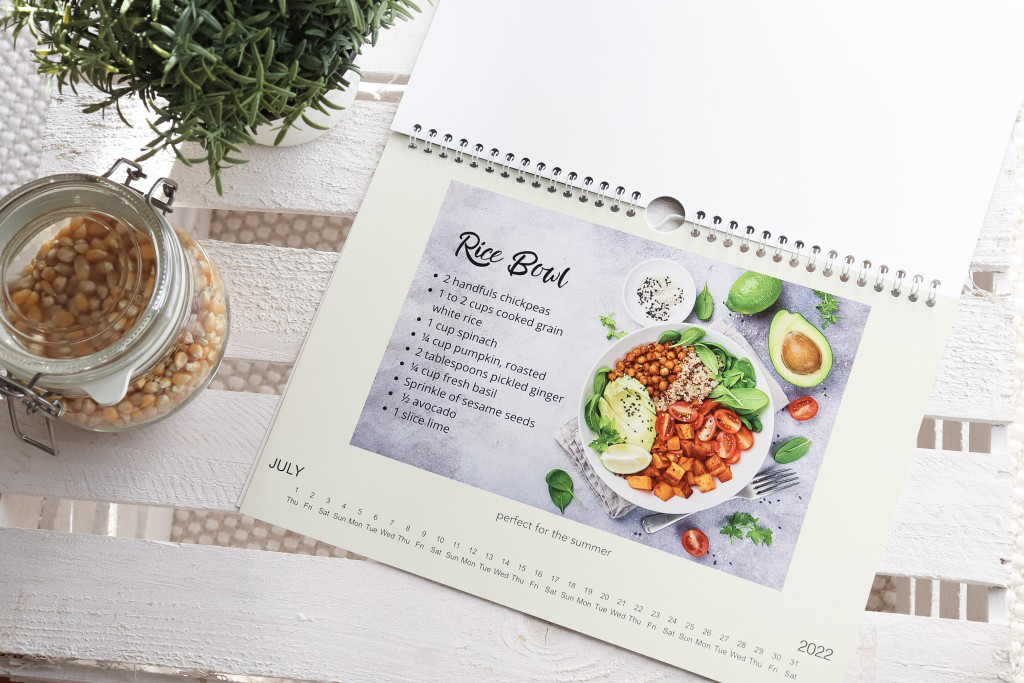 Rice Bowl
• 2 handfuls chickpeas
• 1 to 2 cups cooked grain
white rice
• 1 cup spinach
• ¼ cup pumpkin, roasted
• 2 tablespoons pickled ginger
• ¼ cup fresh basil
• Sprinkle of sesame seeds
• ½ avocado
• 1 slice lime
perfect for the summer
JULY
1 2 3 4 5 6 7 8 9 10 11 12 13 14 15 16 17 18 19 20 21 22 23 24 25 26 27 28 29 30 31
Thu Fri Sat Sun Mon Tue Wed Thu Fri Sat Sun Mon Tue Wed Thu Fri Sat Sun Mon Tue Wed Thu Fri Sat Sun Mon Tue Wed Thu Fri Sat
2022